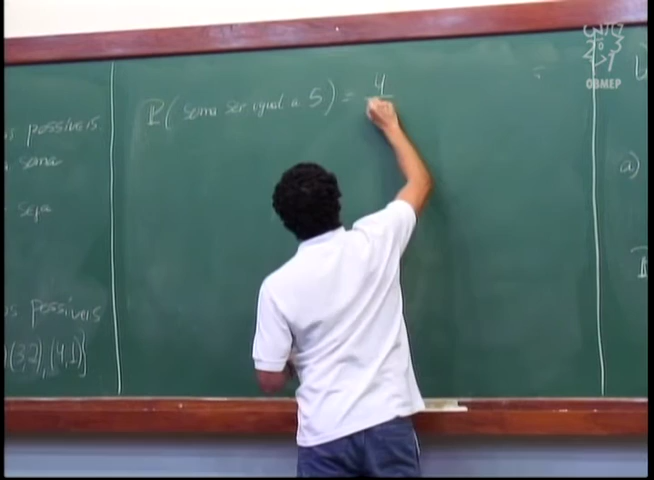 possíveis.
soma
seja
possíveis
(3,2), (4,1)}
P( soma ser igual a 5 ) = 4
a)
OBMEP